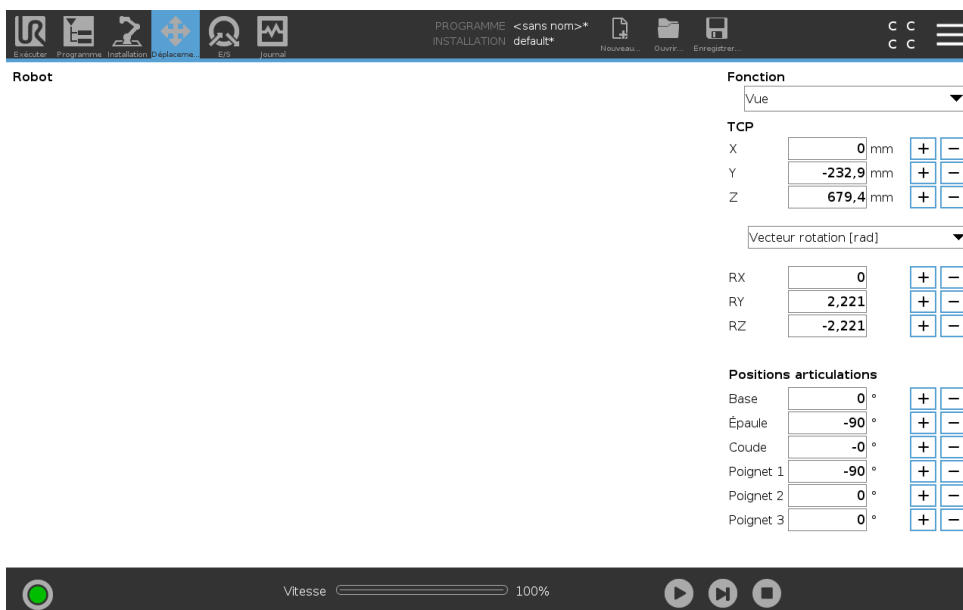 PROGRAMME <sans nom>*
INSTALLATION default*
Exécuter Programme Installation Déplaceme... E/S Journal
Nouveau... Ouvrir... Enregistrer...
C C
C C
Robot
Fonction
Vue
TCP
X 0 mm + −
Y -232,9 mm + −
Z 679,4 mm + −
Vecteur rotation [rad]
RX 0 + −
RY 2,221 + −
RZ -2,221 + −
Positions articulations
Base 0 ° + −
Épaule -90 ° + −
Coude -0 ° + −
Poignet 1 -90 ° + −
Poignet 2 0 ° + −
Poignet 3 0 ° + −
Vitesse 100%